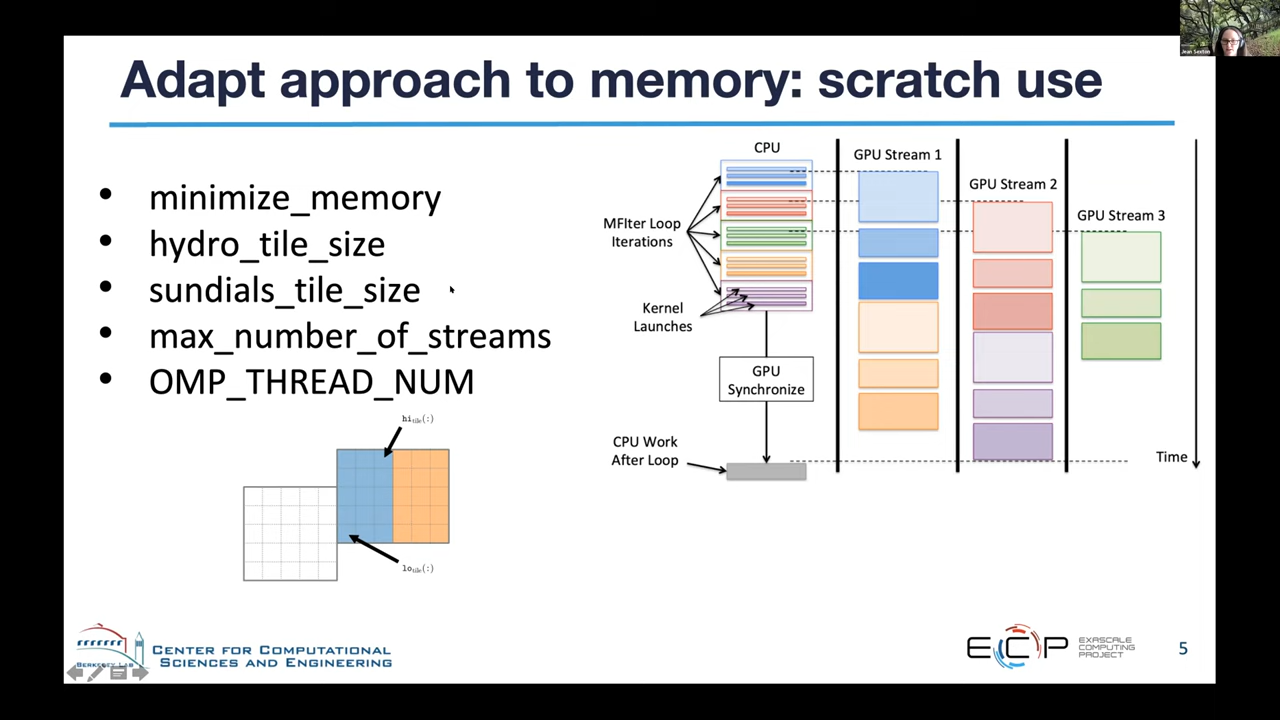 Jean Sexton
Adapt approach to memory: scratch use
• minimize_memory
• hydro_tile_size
• sundials_tile_size
• max_number_of_streams
• OMP_THREAD_NUM
hi_tile(:)
lo_tile(:)
CPU
GPU Stream 1
GPU Stream 2
GPU Stream 3
MFIter Loop
Iterations
Kernel
Launches
GPU
Synchronize
CPU Work
After Loop
Time
BERKELEY LAB
CENTER FOR COMPUTATIONAL
SCIENCES AND ENGINEERING
ECP
EXASCALE
COMPUTING
PROJECT
5